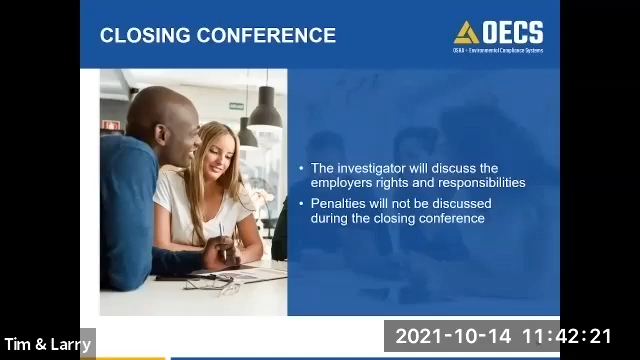 CLOSING CONFERENCE
OECS
OSHA + Environmental Compliance Systems
• The investigator will discuss the
employers rights and responsibilities
• Penalties will not be discussed
during the closing conference
Tim & Larry
2021-10-14 11:42:21